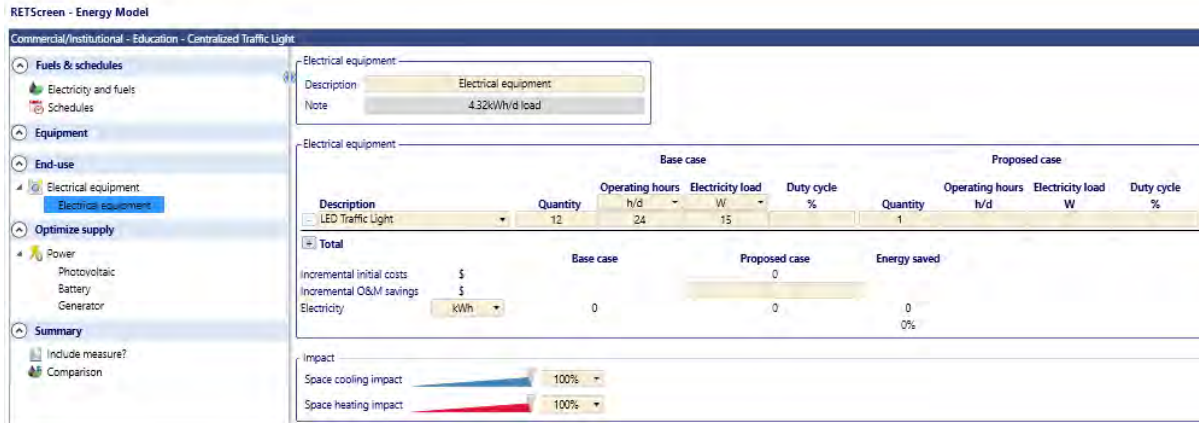 RETScreen - Energy Model
Commercial/Institutional - Education - Centralized Traffic Light
Fuels & schedules
Electricity and fuels
Schedules
Equipment
End-use
Electrical equipment
Electrical equipment
Optimize supply
Power
Photovoltaic
Battery
Generator
Summary
Include measure?
Comparison
Electrical equipment
Description Electrical equipment
Note 4.32kWh/d load
Electrical equipment
Base case Proposed case
Operating hours Electricity load Duty cycle Operating hours Electricity load Duty cycle
Description Quantity h/d W % Quantity h/d W %
LED Traffic Light 12 24 15 1
Total
Base case Proposed case Energy saved
Incremental initial costs $ 0
Incremental O&M savings $
Electricity kWh 0 0 0
0%
Impact
Space cooling impact 100%
Space heating impact 100%